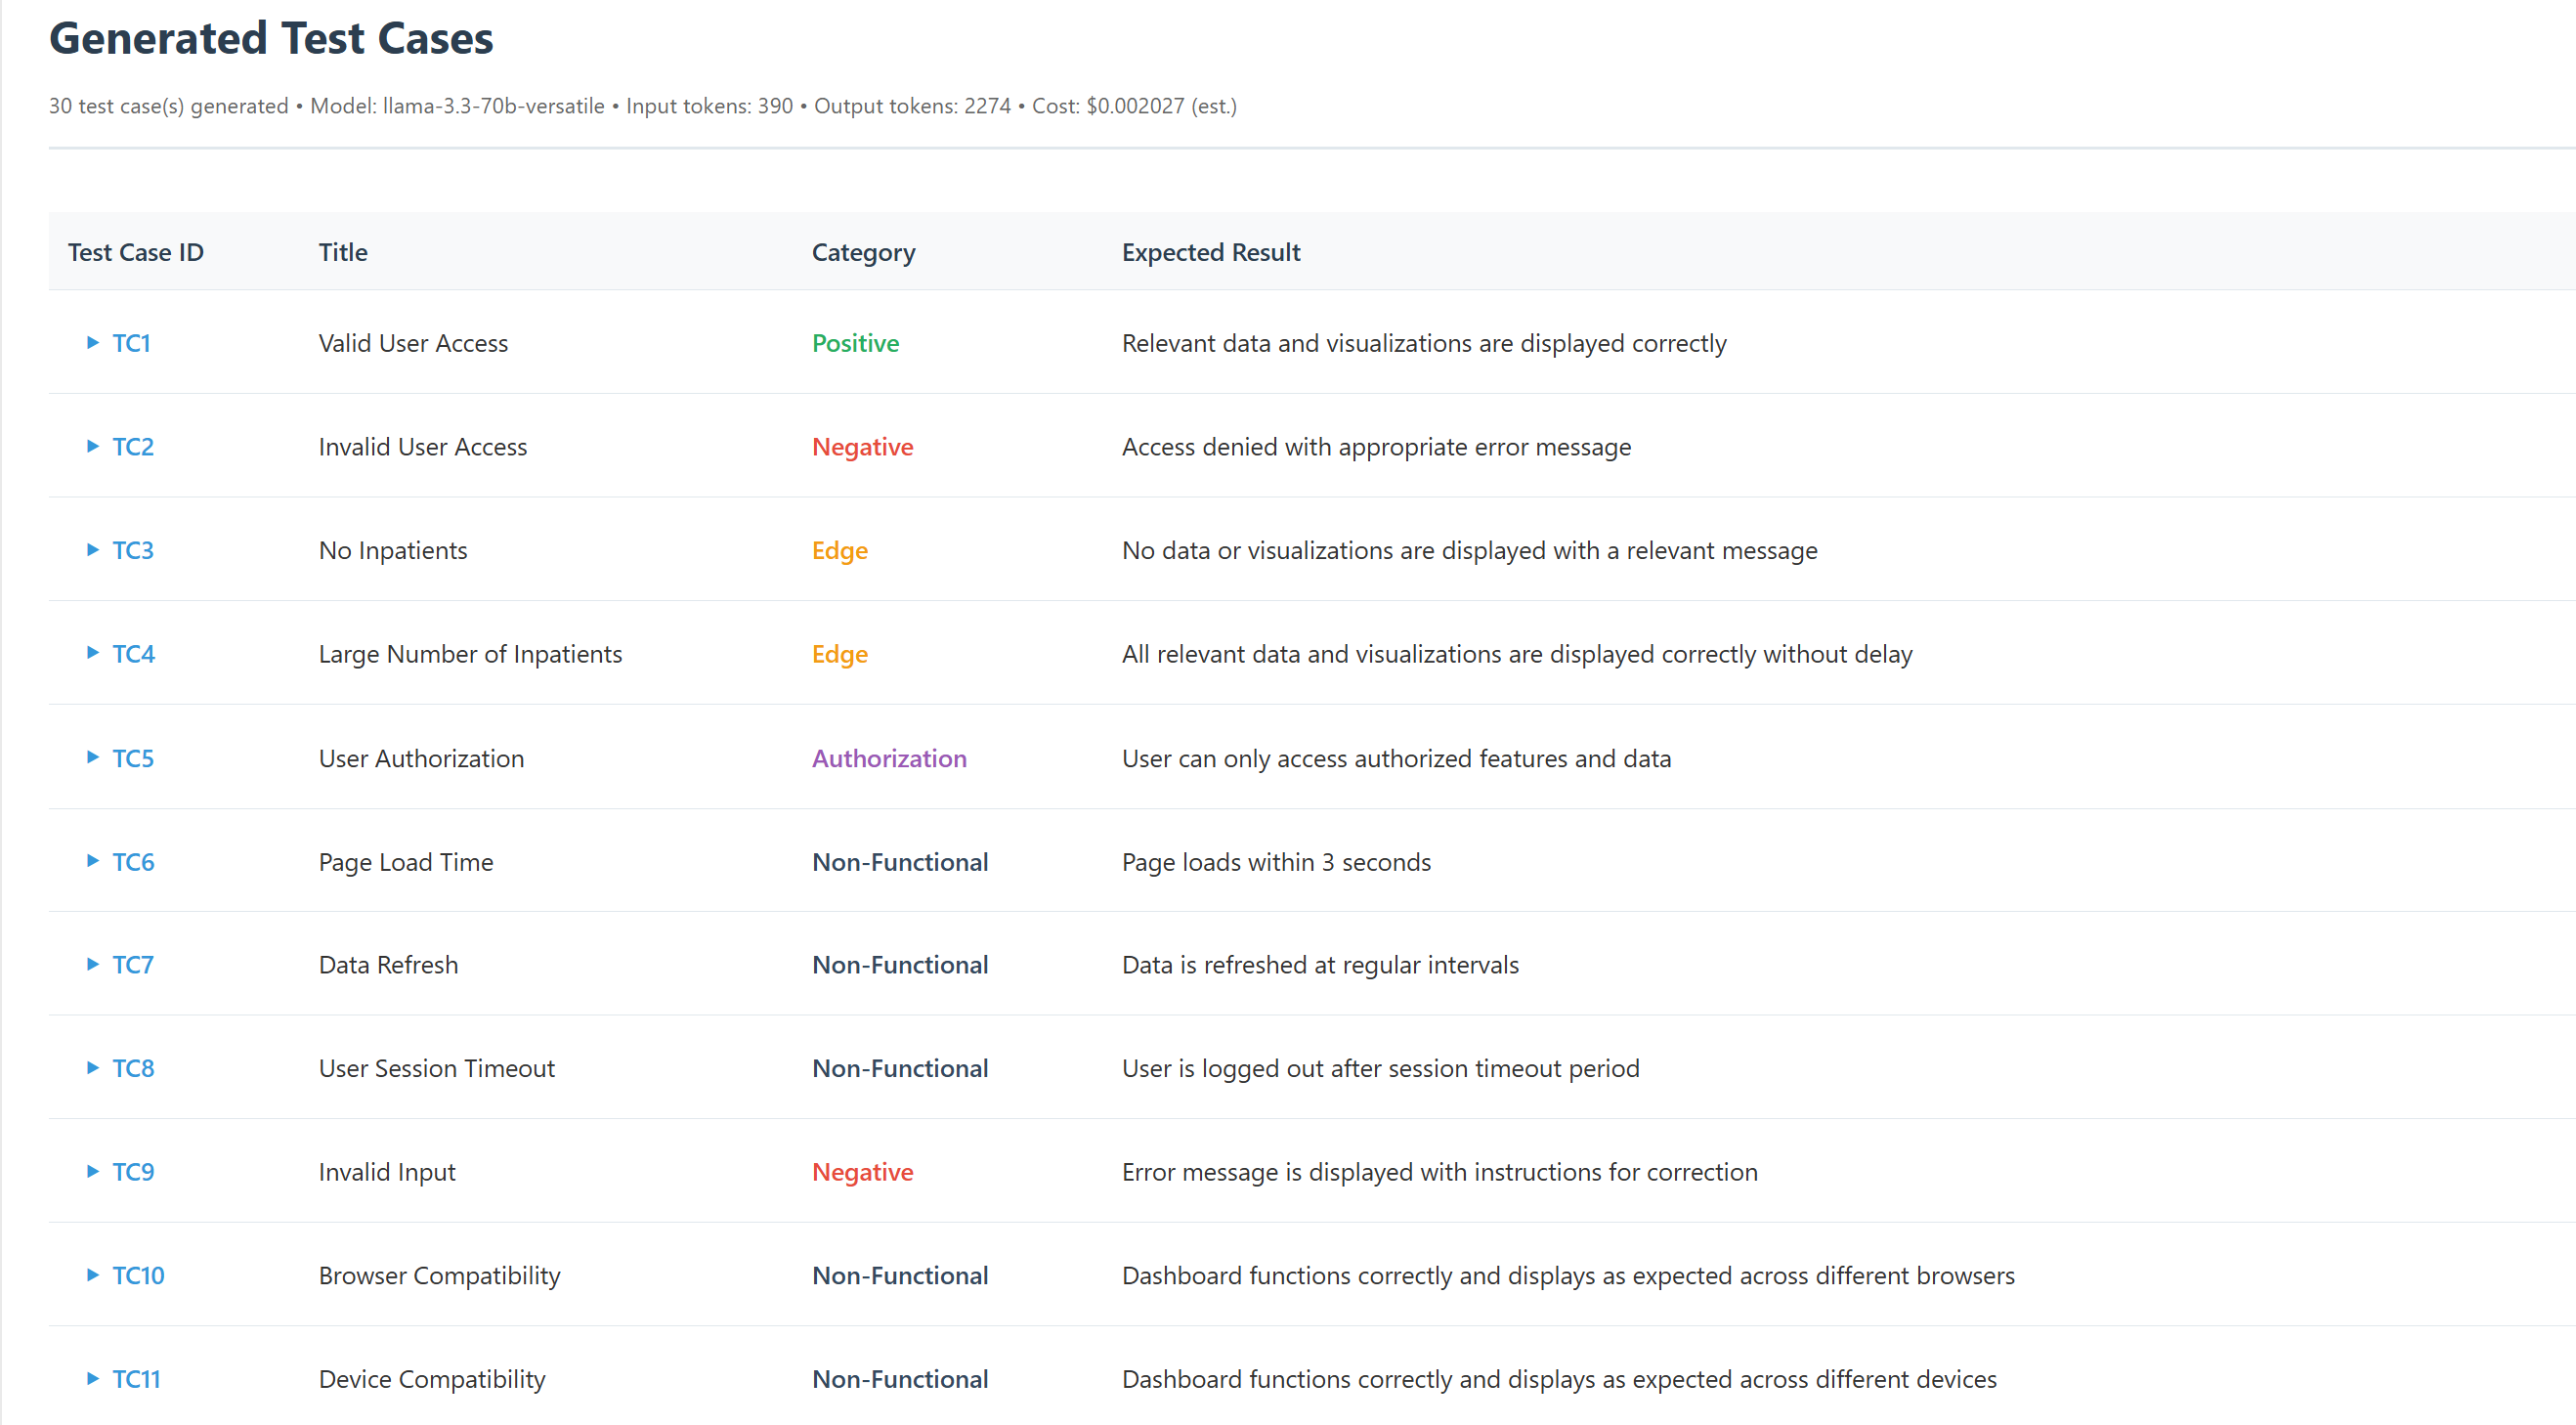 Generated Test Cases
30 test case(s) generated • Model: llama-3.3-70b-versatile • Input tokens: 390 • Output tokens: 2274 • Cost: $0.002027 (est.)
Test Case ID Title Category Expected Result
TC1 Valid User Access Positive Relevant data and visualizations are displayed correctly
TC2 Invalid User Access Negative Access denied with appropriate error message
TC3 No Inpatients Edge No data or visualizations are displayed with a relevant message
TC4 Large Number of Inpatients Edge All relevant data and visualizations are displayed correctly without delay
TC5 User Authorization Authorization User can only access authorized features and data
TC6 Page Load Time Non-Functional Page loads within 3 seconds
TC7 Data Refresh Non-Functional Data is refreshed at regular intervals
TC8 User Session Timeout Non-Functional User is logged out after session timeout period
TC9 Invalid Input Negative Error message is displayed with instructions for correction
TC10 Browser Compatibility Non-Functional Dashboard functions correctly and displays as expected across different browsers
TC11 Device Compatibility Non-Functional Dashboard functions correctly and displays as expected across different devices